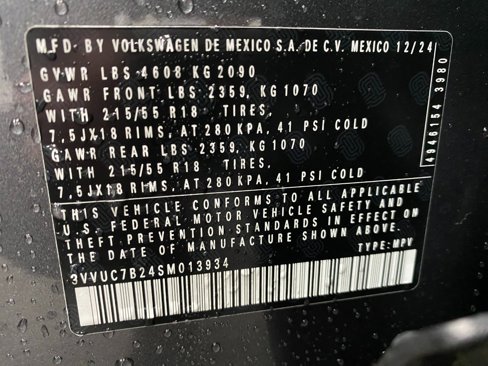 MFD. BY VOLKSWAGEN DE MEXICO S.A. DE C.V. MEXICO 12/24
GVWR LBS 4608 KG 2090
GAWR FRONT LBS 2359, KG 1070
WITH 215/55 R18 TIRES,
7,5JX18 RIMS, AT 280 KPA, 41 PSI COLD
GAWR REAR LBS 2359, KG 1070
WITH 215/55 R18 TIRES,
7,5JX18 RIMS, AT 280 KPA, 41 PSI COLD
THIS VEHICLE CONFORMS TO ALL APPLICABLE
U.S. FEDERAL MOTOR VEHICLE SAFETY AND
THEFT PREVENTION STANDARDS IN EFFECT ON
THE DATE OF MANUFACTURE SHOWN ABOVE.
3VVUC7B24SM013934 TYPE: MPV
49461154 3980